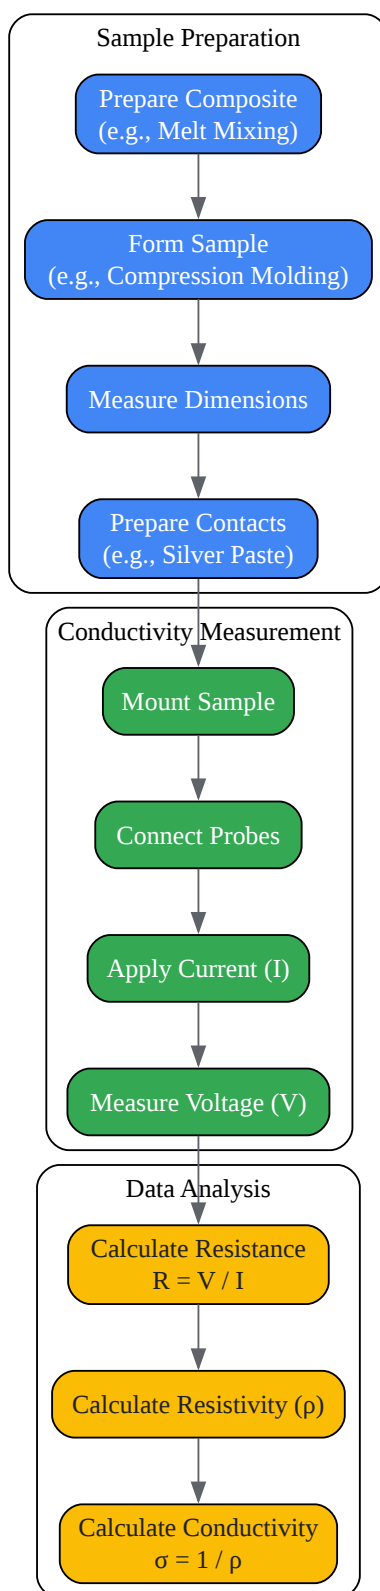 Sample Preparation
Prepare Composite
(e.g., Melt Mixing)
Form Sample
(e.g., Compression Molding)
Measure Dimensions
Prepare Contacts
(e.g., Silver Paste)
Conductivity Measurement
Mount Sample
Connect Probes
Apply Current (I)
Measure Voltage (V)
Data Analysis
Calculate Resistance
R = V / I
Calculate Resistivity (ρ)
Calculate Conductivity
σ = 1 / ρ